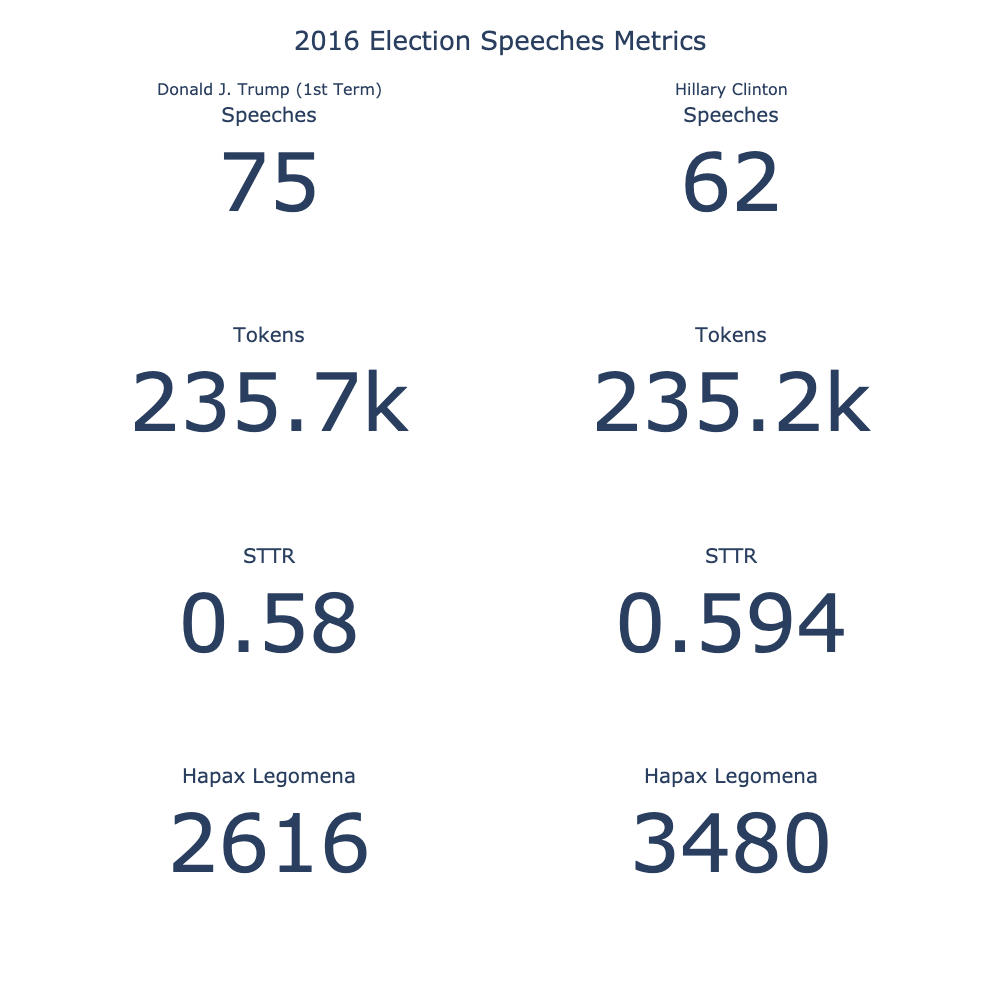 2016 Election Speeches Metrics
Donald J. Trump (1st Term)
Speeches
75
Hillary Clinton
Speeches
62
Tokens
235.7k
Tokens
235.2k
STTR
0.58
STTR
0.594
Hapax Legomena
2616
Hapax Legomena
3480